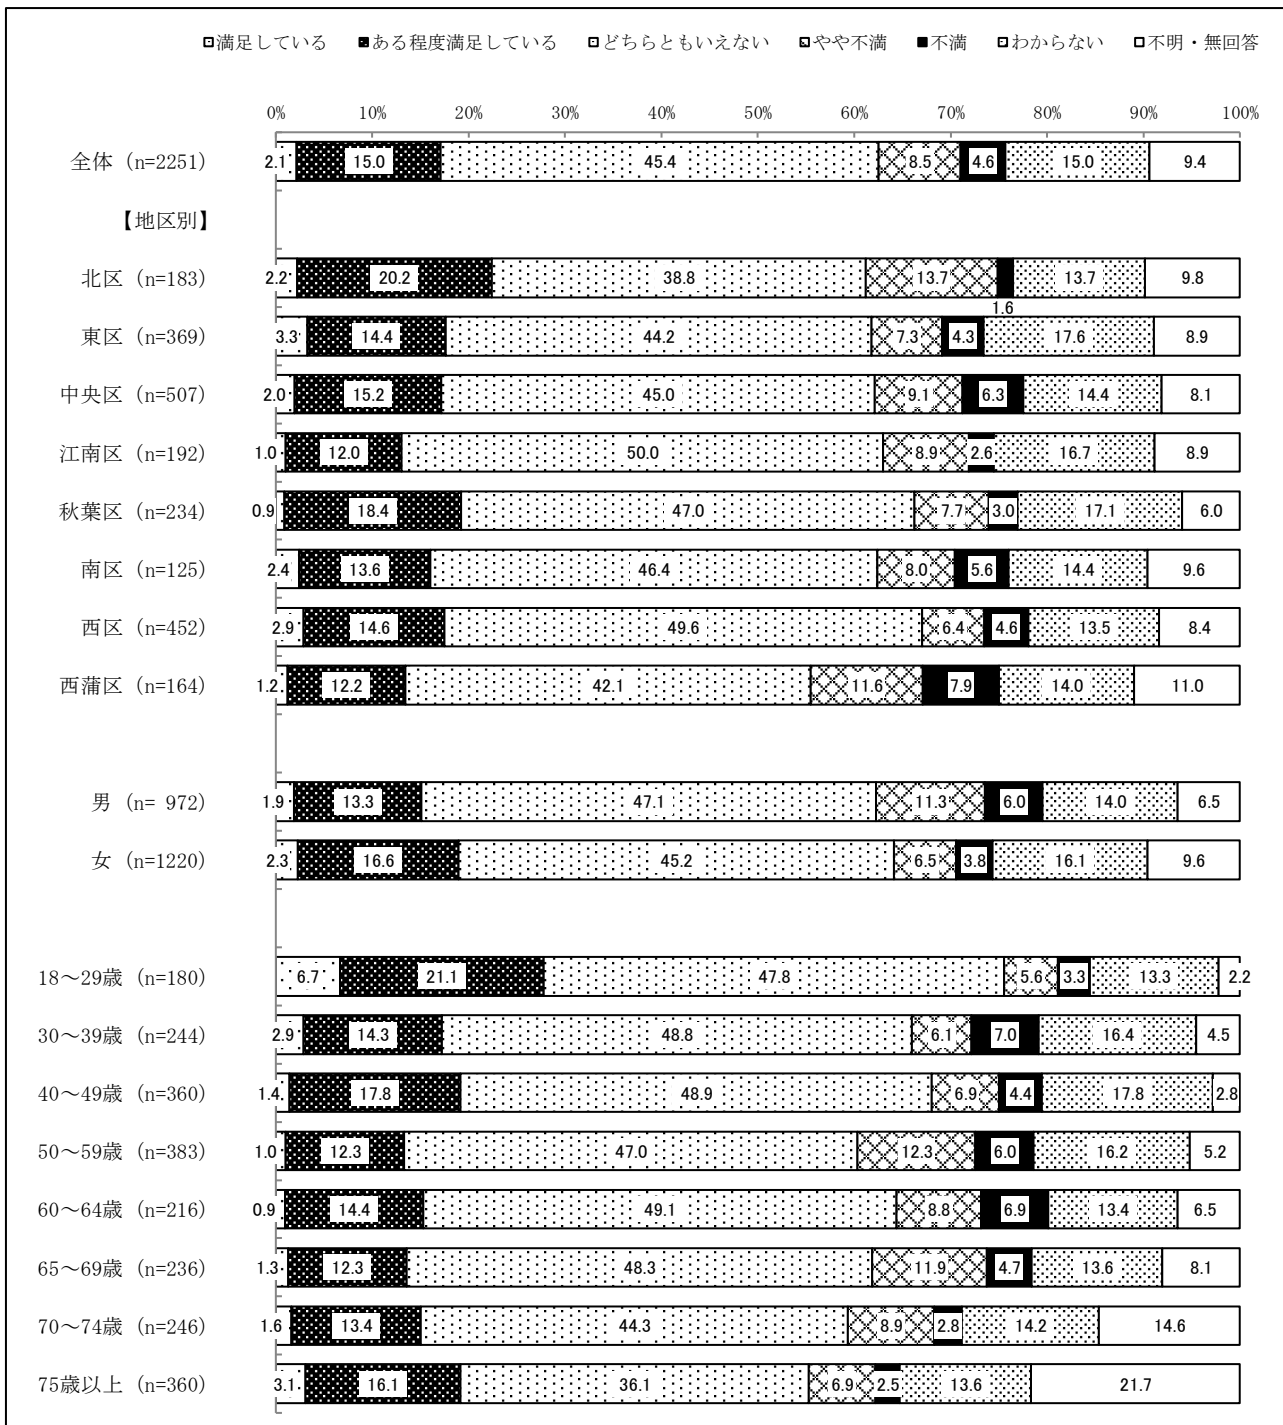 満足している ある程度満足している どちらともいえない やや不満 不満 わからない 不明・無回答
0% 10% 20% 30% 40% 50% 60% 70% 80% 90% 100%
全体 (n=2251) 2.1 15.0 45.4 8.5 4.6 15.0 9.4
【地区別】
北区 (n=183) 2.2 20.2 38.8 13.7 1.6 13.7 9.8
東区 (n=369) 3.3 14.4 44.2 7.3 4.3 17.6 8.9
中央区 (n=507) 2.0 15.2 45.0 9.1 6.3 14.4 8.1
江南区 (n=192) 1.0 12.0 50.0 8.9 2.6 16.7 8.9
秋葉区 (n=234) 0.9 18.4 47.0 7.7 3.0 17.1 6.0
南区 (n=125) 2.4 13.6 46.4 8.0 5.6 14.4 9.6
西区 (n=452) 2.9 14.6 49.6 6.4 4.6 13.5 8.4
西蒲区 (n=164) 1.2 12.2 42.1 11.6 7.9 14.0 11.0
男 (n= 972) 1.9 13.3 47.1 11.3 6.0 14.0 6.5
女 (n=1220) 2.3 16.6 45.2 6.5 3.8 16.1 9.6
18～29歳 (n=180) 6.7 21.1 47.8 5.6 3.3 13.3 2.2
30～39歳 (n=244) 2.9 14.3 48.8 6.1 7.0 16.4 4.5
40～49歳 (n=360) 1.4 17.8 48.9 6.9 4.4 17.8 2.8
50～59歳 (n=383) 1.0 12.3 47.0 12.3 6.0 16.2 5.2
60～64歳 (n=216) 0.9 14.4 49.1 8.8 6.9 13.4 6.5
65～69歳 (n=236) 1.3 12.3 48.3 11.9 4.7 13.6 8.1
70～74歳 (n=246) 1.6 13.4 44.3 8.9 2.8 14.2 14.6
75歳以上 (n=360) 3.1 16.1 36.1 6.9 2.5 13.6 21.7